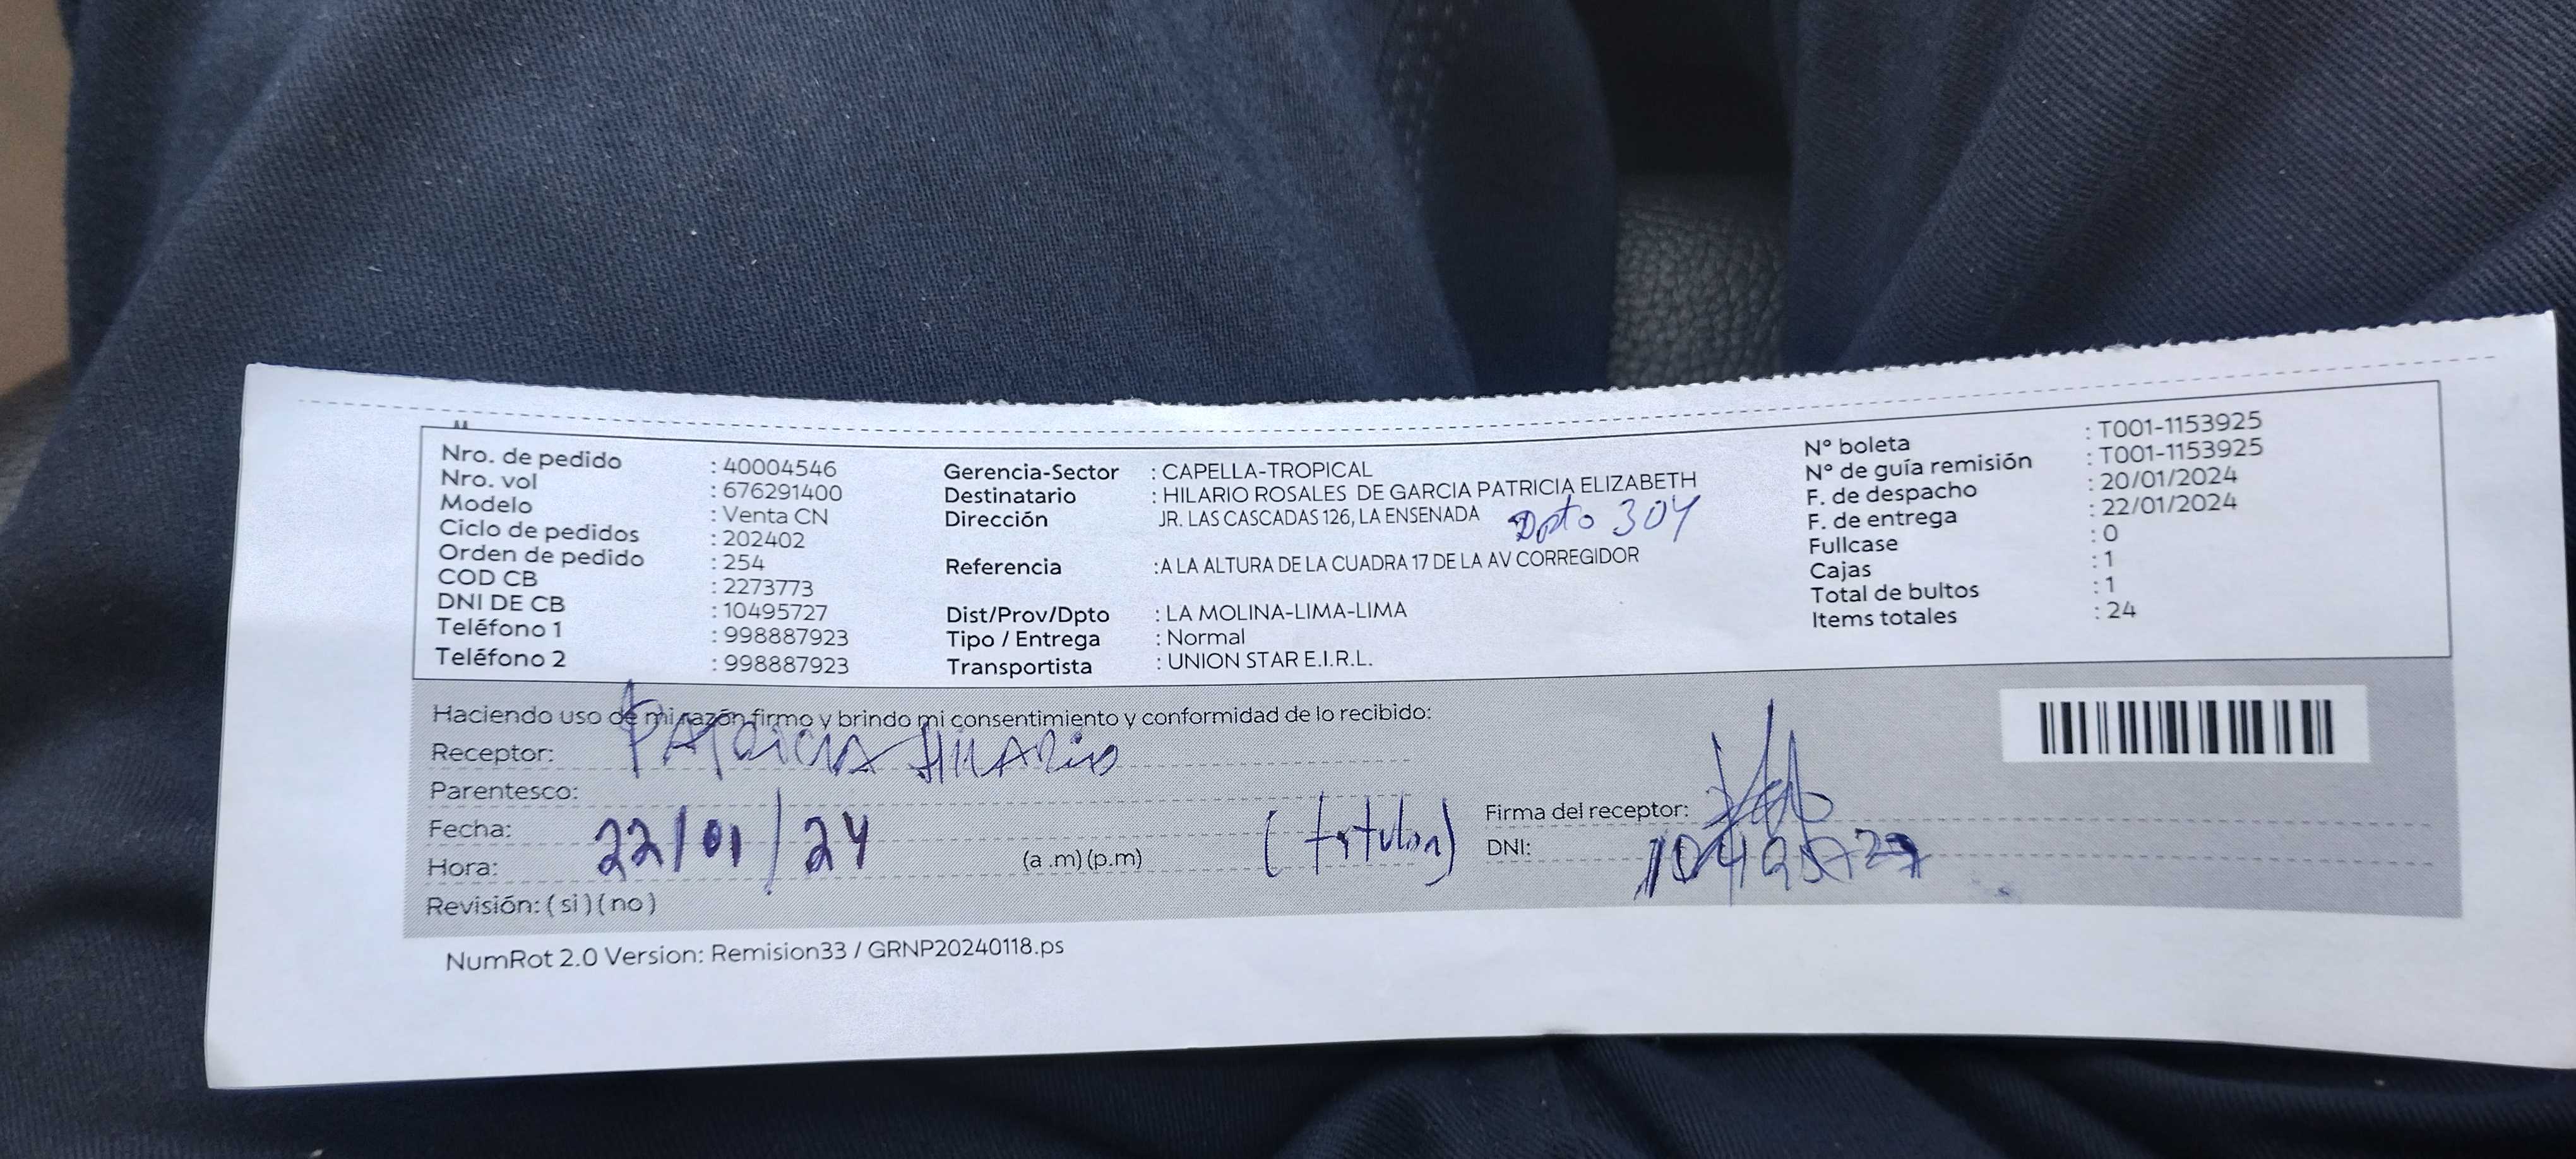 Nro. de pedido : 40004546
Nro. vol : 676291400
Modelo : Venta CN
Ciclo de pedidos : 202402
Orden de pedido : 254
COD CB : 2273773
DNI DE CB : 10495727
Teléfono 1 : 998887923
Teléfono 2 : 998887923
Gerencia-Sector : CAPELLA-TROPICAL
Destinatario : HILARIO ROSALES DE GARCIA PATRICIA ELIZABETH
Dirección JR. LAS CASCADAS 126, LA ENSENADA Dpto 304
Referencia : A LA ALTURA DE LA CUADRA 17 DE LA AV CORREGIDOR
Dist/Prov/Dpto : LA MOLINA-LIMA-LIMA
Tipo / Entrega : Normal
Transportista : UNION STAR E.I.R.L.
N° boleta : T001-1153925
N° de guía remisión : T001-1153925
F. de despacho : 20/01/2024
F. de entrega : 22/01/2024
Fullcase : 0
Cajas : 1
Total de bultos : 1
Items totales : 24
Haciendo uso de mi razón firmo y brindo mi consentimiento y conformidad de lo recibido:
Receptor: PATRICIA HILARIO
Parentesco:
Fecha: 22/01/24
Hora: (a .m) (p.m)
Revisión: ( si ) ( no )
Firma del receptor:
DNI: 10495727
NumRot 2.0 Version: Remision33 / GRNP20240118.ps